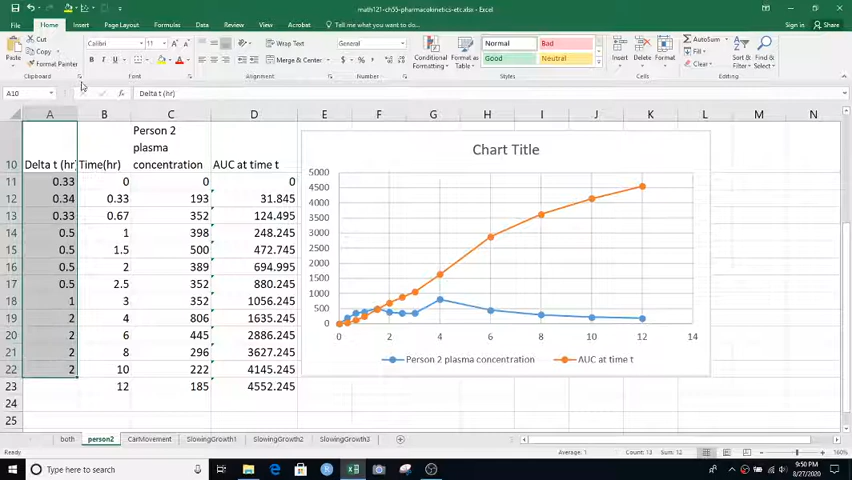 math121-ch55-pharmacokinetics-etc.xlsx - Excel
Sign in
Share
File Home Insert Page Layout Formulas Data Review View Acrobat Tell me what you want to do
Paste
Cut
Copy
Format Painter
Clipboard
Calibri 11
B I U
Font
Wrap Text
Merge & Center
Alignment
General
$ %
Number
Conditional Formatting
Format as Table
Normal Bad
Good Neutral
Styles
Insert Delete Format
Cells
AutoSum
Fill
Clear
Sort & Filter
Find & Select
Editing
A10 Delta t (hr)
A B C D E F G H I J K L M N
10 Delta t (hr) Time(hr) Person 2 plasma concentration AUC at time t
11 0.33 0 0 0
12 0.34 0.33 193 31.845
13 0.33 0.67 352 124.495
14 0.5 1 398 248.245
15 0.5 1.5 500 472.745
16 0.5 2 389 694.995
17 0.5 2.5 352 880.245
18 1 3 352 1056.245
19 2 4 806 1635.245
20 2 6 445 2886.245
21 2 8 296 3627.245
22 2 10 222 4145.245
23 12 185 4552.245
24
25
Chart Title
5000
4500
4000
3500
3000
2500
2000
1500
1000
500
0
0 2 4 6 8 10 12 14
Person 2 plasma concentration AUC at time t
both person2 CarMovement SlowingGrowth1 SlowingGrowth2 SlowingGrowth3
Average: 1 Count: 13 Sum: 12 160%
Type here to search
9:50 PM
8/27/2020